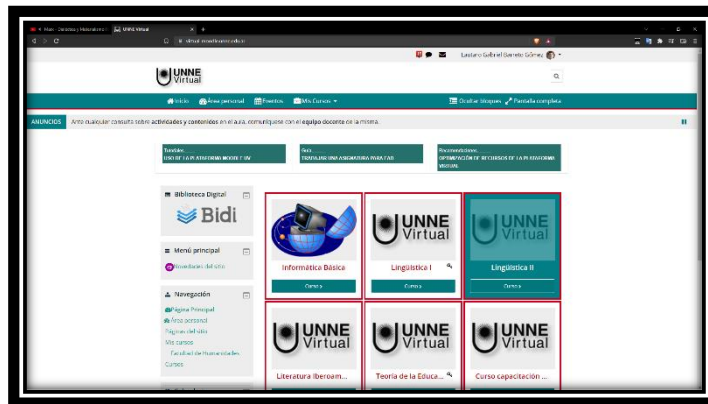 UNNE Virtual
Lautaro Gabriel Barreto Gómez
UNNE
Virtual
Inicio Área personal Eventos Mis Cursos
Ocultar bloques Pantalla completa
ANUNCIOS
Ante cualquier consulta sobre actividades y contenidos en el aula, comuníquese con el equipo docente de la misma.
Tutoriales
USO DE LA PLATAFORMA MOODLE UV
Guía
TRABAJAR UNA ASIGNATURA PARA EAD
Recomendaciones
OPTIMIZACIÓN DE RECURSOS DE LA PLATAFORMA
VIRTUAL
Biblioteca Digital
Bidi
Menú principal
Novedades del sitio
Navegación
Página Principal
Área personal
Páginas del sitio
Mis cursos
Facultad de Humanidades
Cursos
Informática Básica
Curso
UNNE
Virtual
Lingüística I
Curso
UNNE
Virtual
Lingüística II
Curso
UNNE
Virtual
Literatura Iberoam...
UNNE
Virtual
Teoría de la Educa...
UNNE
Virtual
Curso capacitación ...